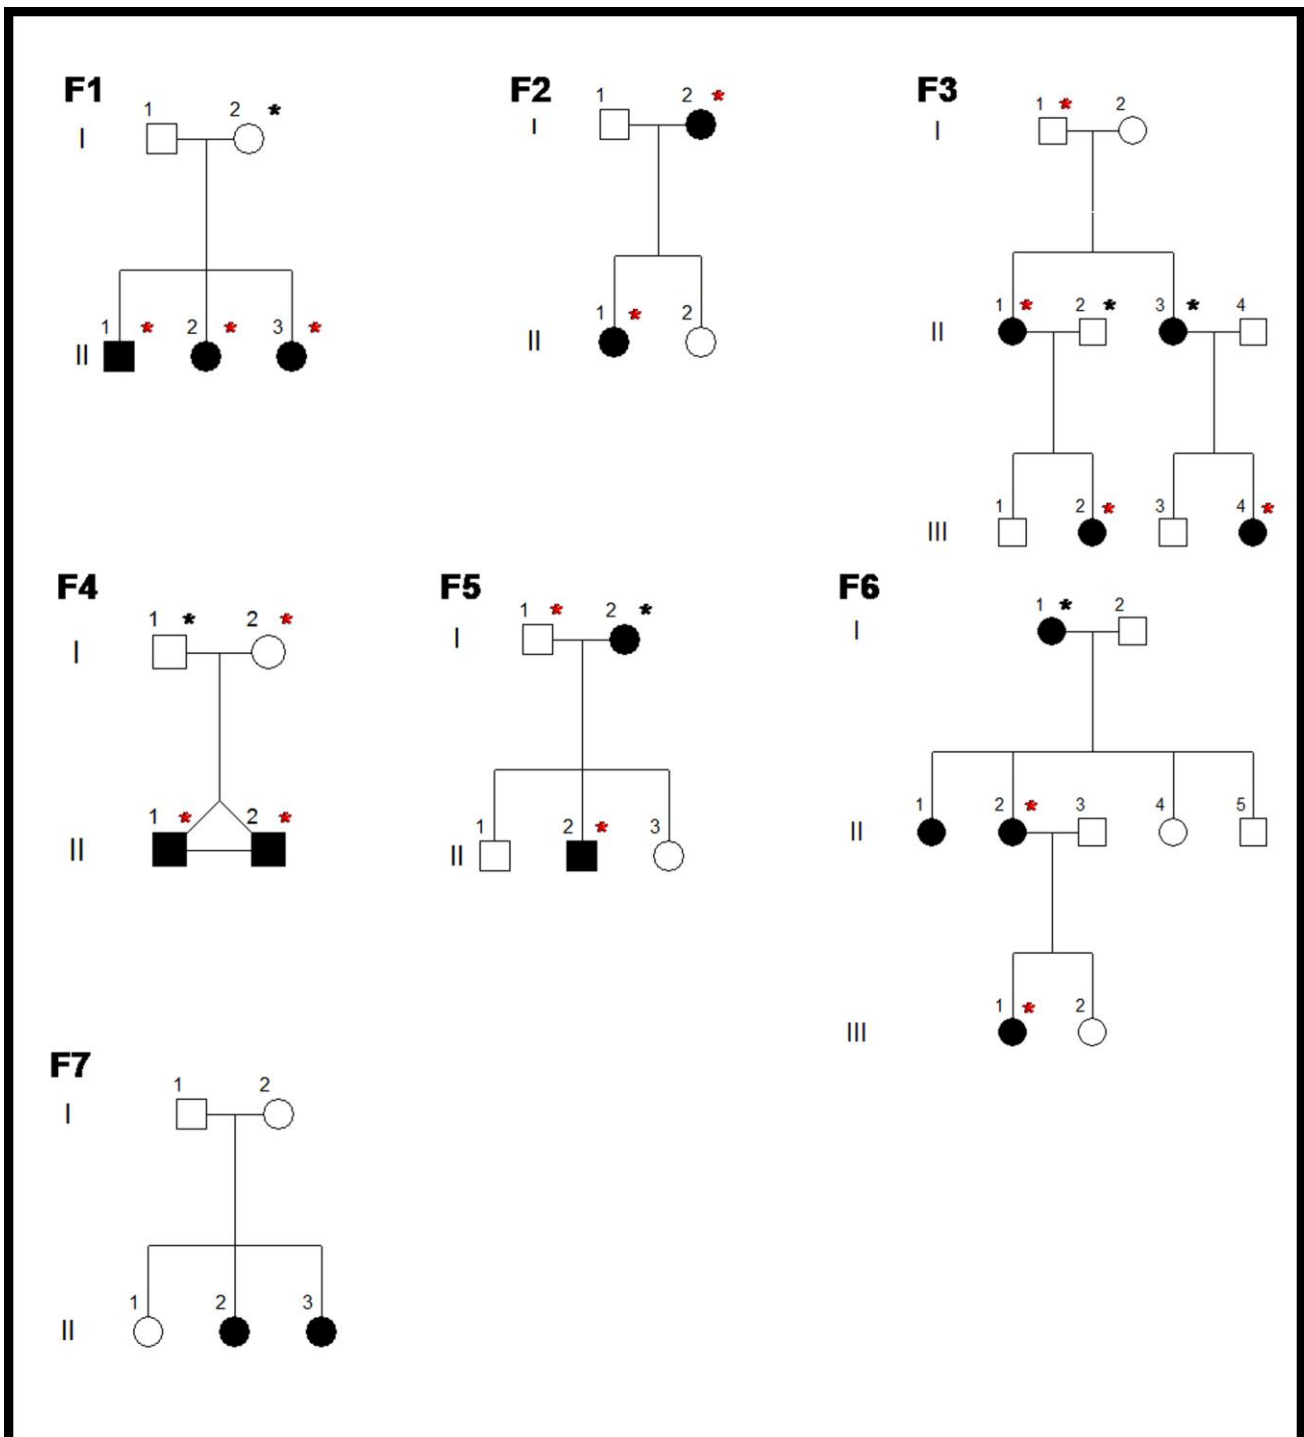 F1 F2 F3
1 2 * 1 2 * 1 * 2
I I I
1 * 2 * 3 * 1 * 2 1 * 2 * 3 * 4
II II II
1 2 * 3 4 *
III
F4 F5 F6
1 * 2 * 1 * 2 * 1 * 2
I I I
1 * 2 * 1 2 * 3 1 2 * 3 4 5
II II II
1 * 2
III
F7
1 2
I
1 2 3
II